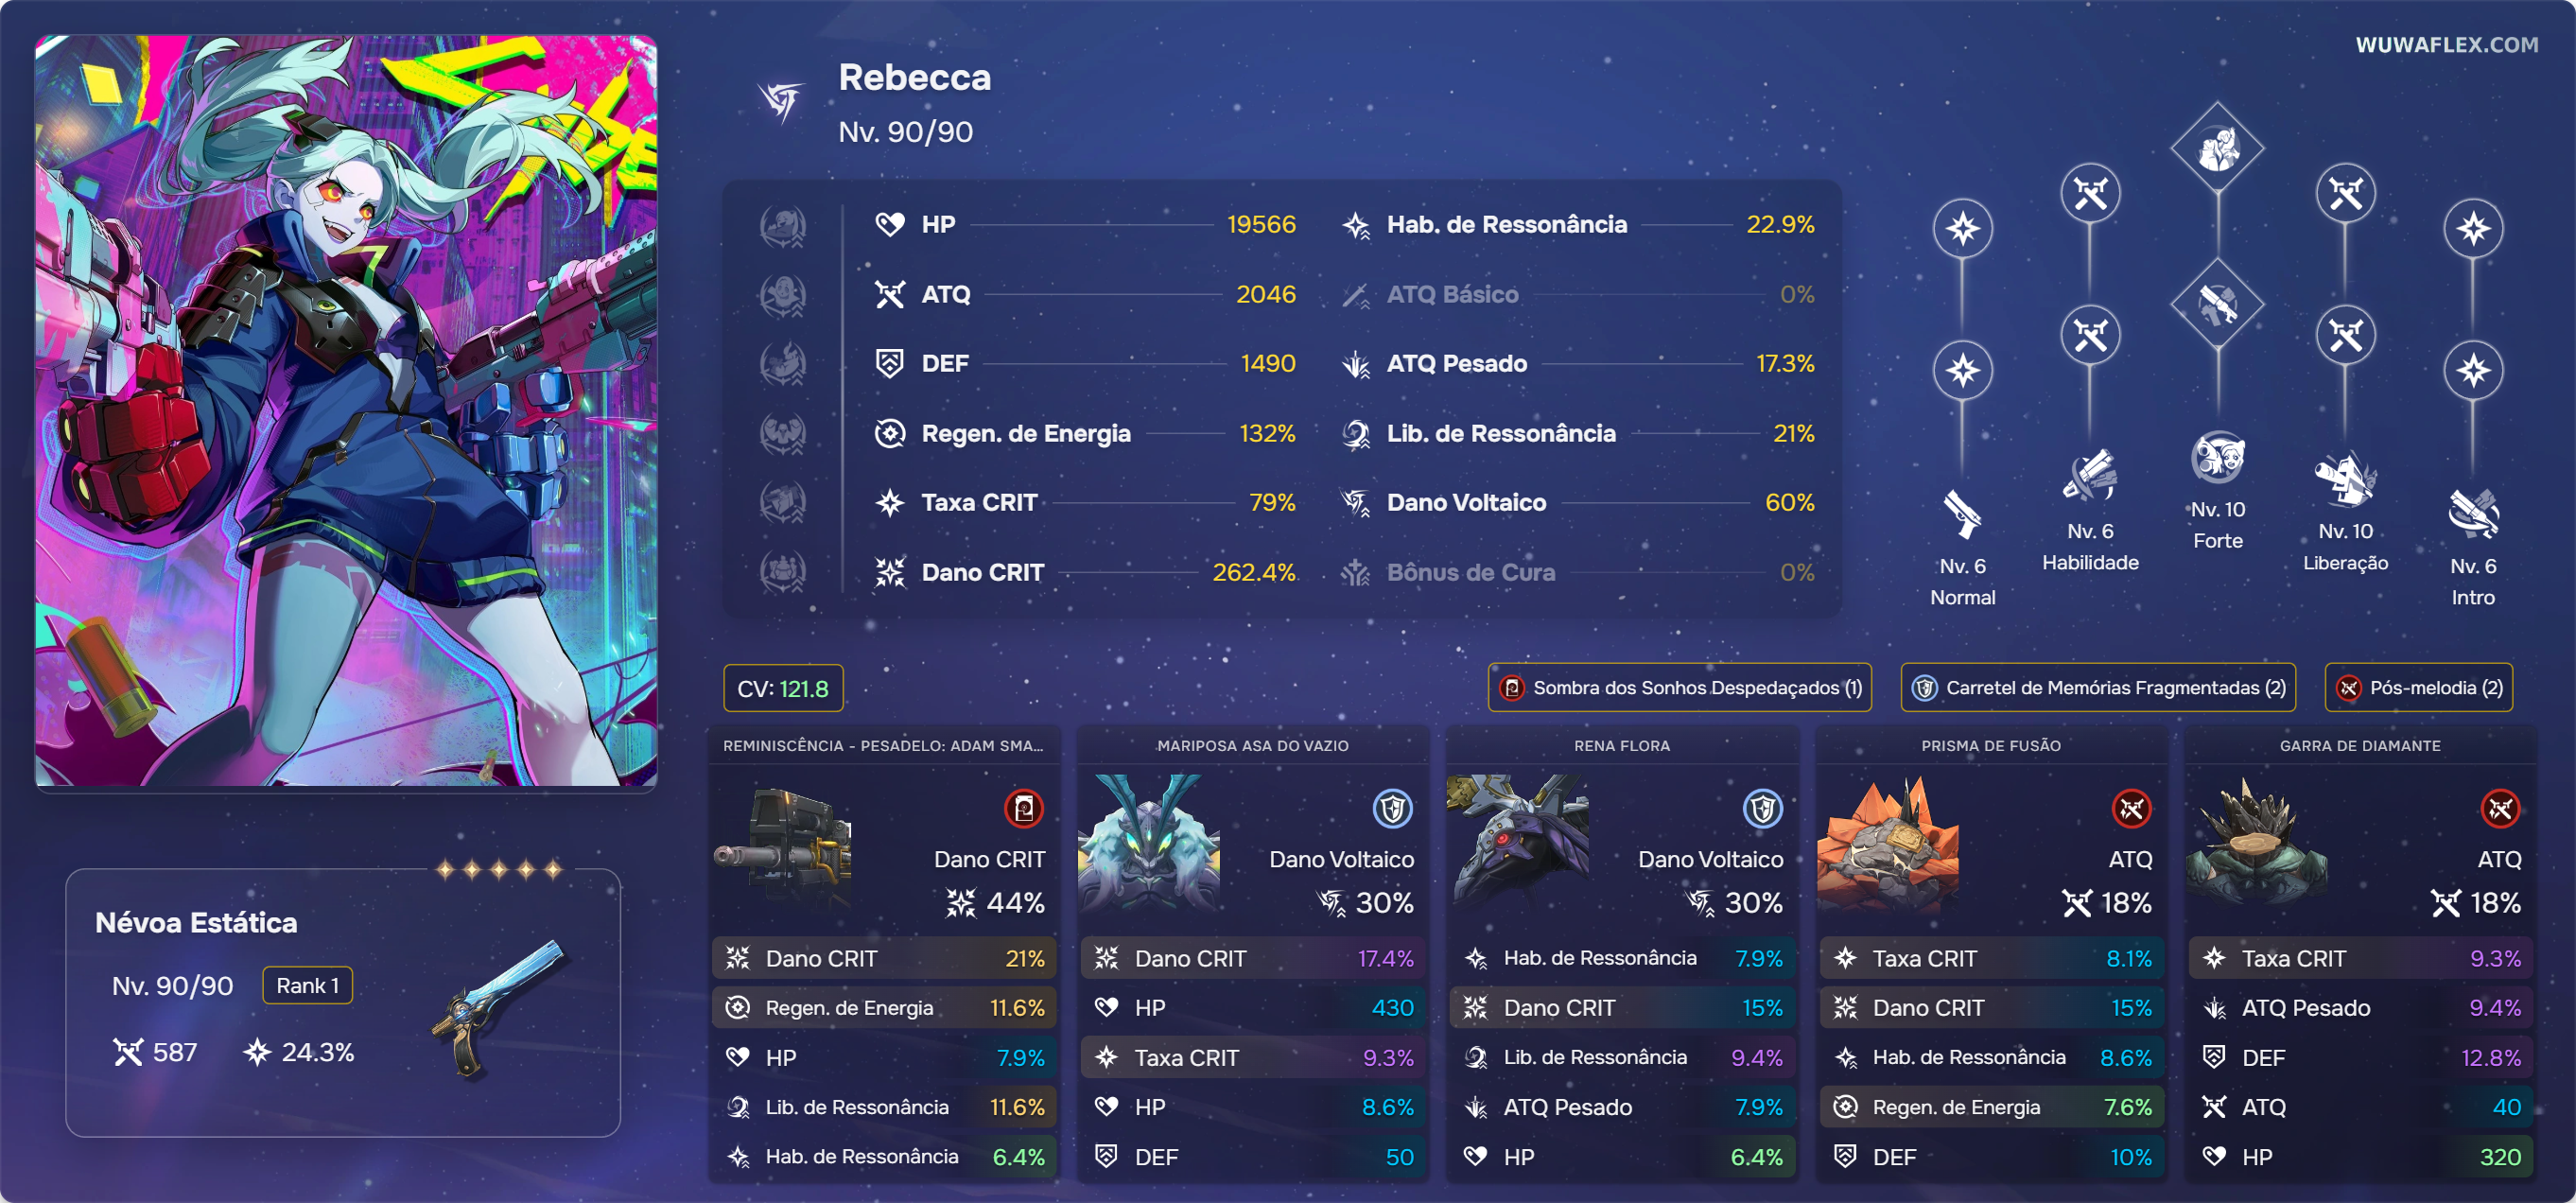 WUWAFLEX.COM
Rebecca
Nv. 90/90
HP 19566
ATQ 2046
DEF 1490
Regen. de Energia 132%
Taxa CRIT 79%
Dano CRIT 262.4%
Hab. de Ressonância 22.9%
ATQ Básico 0%
ATQ Pesado 17.3%
Lib. de Ressonância 21%
Dano Voltaico 60%
Bônus de Cura 0%
Nv. 6
Normal
Nv. 6
Habilidade
Nv. 10
Forte
Nv. 10
Liberação
Nv. 6
Intro
CV: 121.8
Sombra dos Sonhos Despedaçados (1)
Carretel de Memórias Fragmentadas (2)
Pós-melodia (2)
Névoa Estática
Nv. 90/90 Rank 1
587 24.3%
REMINISCÊNCIA - PESADELO: ADAM SMA...
Dano CRIT
44%
Dano CRIT 21%
Regen. de Energia 11.6%
HP 7.9%
Lib. de Ressonância 11.6%
Hab. de Ressonância 6.4%
MARIPOSA ASA DO VAZIO
Dano Voltaico
30%
Dano CRIT 17.4%
HP 430
Taxa CRIT 9.3%
HP 8.6%
DEF 50
RENA FLORA
Dano Voltaico
30%
Hab. de Ressonância 7.9%
Dano CRIT 15%
Lib. de Ressonância 9.4%
ATQ Pesado 7.9%
HP 6.4%
PRISMA DE FUSÃO
ATQ
18%
Taxa CRIT 8.1%
Dano CRIT 15%
Hab. de Ressonância 8.6%
Regen. de Energia 7.6%
DEF 10%
GARRA DE DIAMANTE
ATQ
18%
Taxa CRIT 9.3%
ATQ Pesado 9.4%
DEF 12.8%
ATQ 40
HP 320